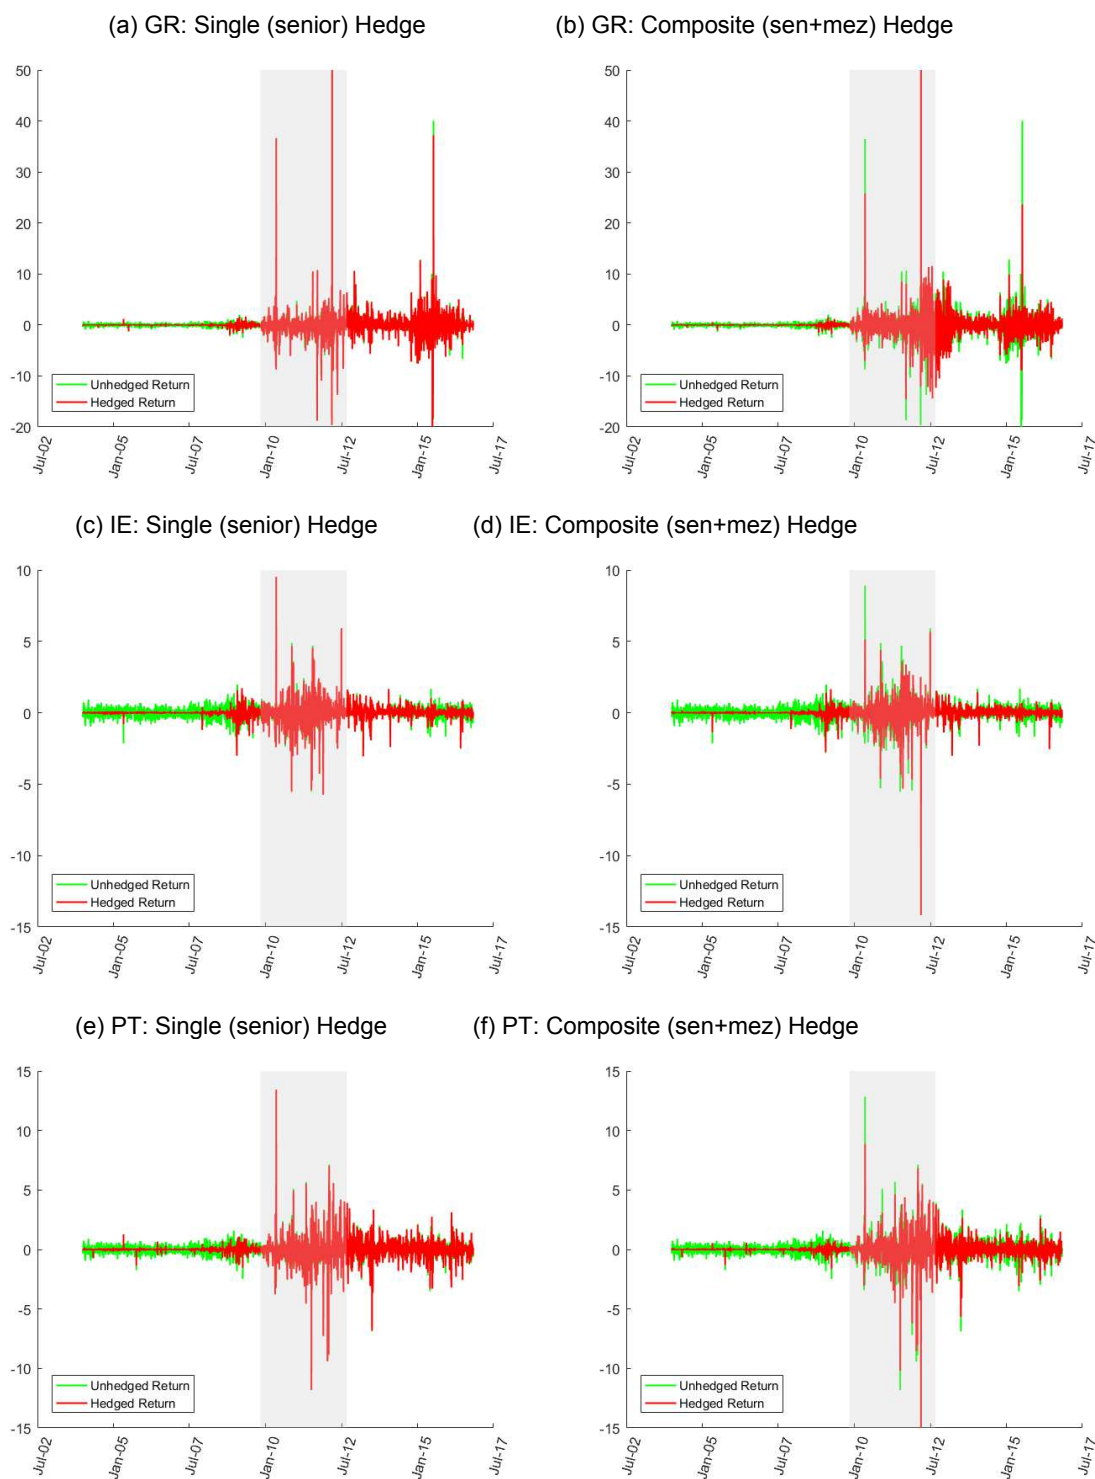 (a) GR: Single (senior) Hedge
(b) GR: Composite (sen+mez) Hedge
50
40
30
20
10
0
-10
-20
Unhedged Return
Hedged Return
Jul-02
Jan-05
Jul-07
Jan-10
Jul-12
Jan-15
Jul-17
50
40
30
20
10
0
-10
-20
Unhedged Return
Hedged Return
Jul-02
Jan-05
Jul-07
Jan-10
Jul-12
Jan-15
Jul-17
(c) IE: Single (senior) Hedge
(d) IE: Composite (sen+mez) Hedge
10
5
0
-5
-10
-15
Unhedged Return
Hedged Return
Jul-02
Jan-05
Jul-07
Jan-10
Jul-12
Jan-15
Jul-17
10
5
0
-5
-10
-15
Unhedged Return
Hedged Return
Jul-02
Jan-05
Jul-07
Jan-10
Jul-12
Jan-15
Jul-17
(e) PT: Single (senior) Hedge
(f) PT: Composite (sen+mez) Hedge
15
10
5
0
-5
-10
-15
Unhedged Return
Hedged Return
Jul-02
Jan-05
Jul-07
Jan-10
Jul-12
Jan-15
Jul-17
15
10
5
0
-5
-10
-15
Unhedged Return
Hedged Return
Jul-02
Jan-05
Jul-07
Jan-10
Jul-12
Jan-15
Jul-17